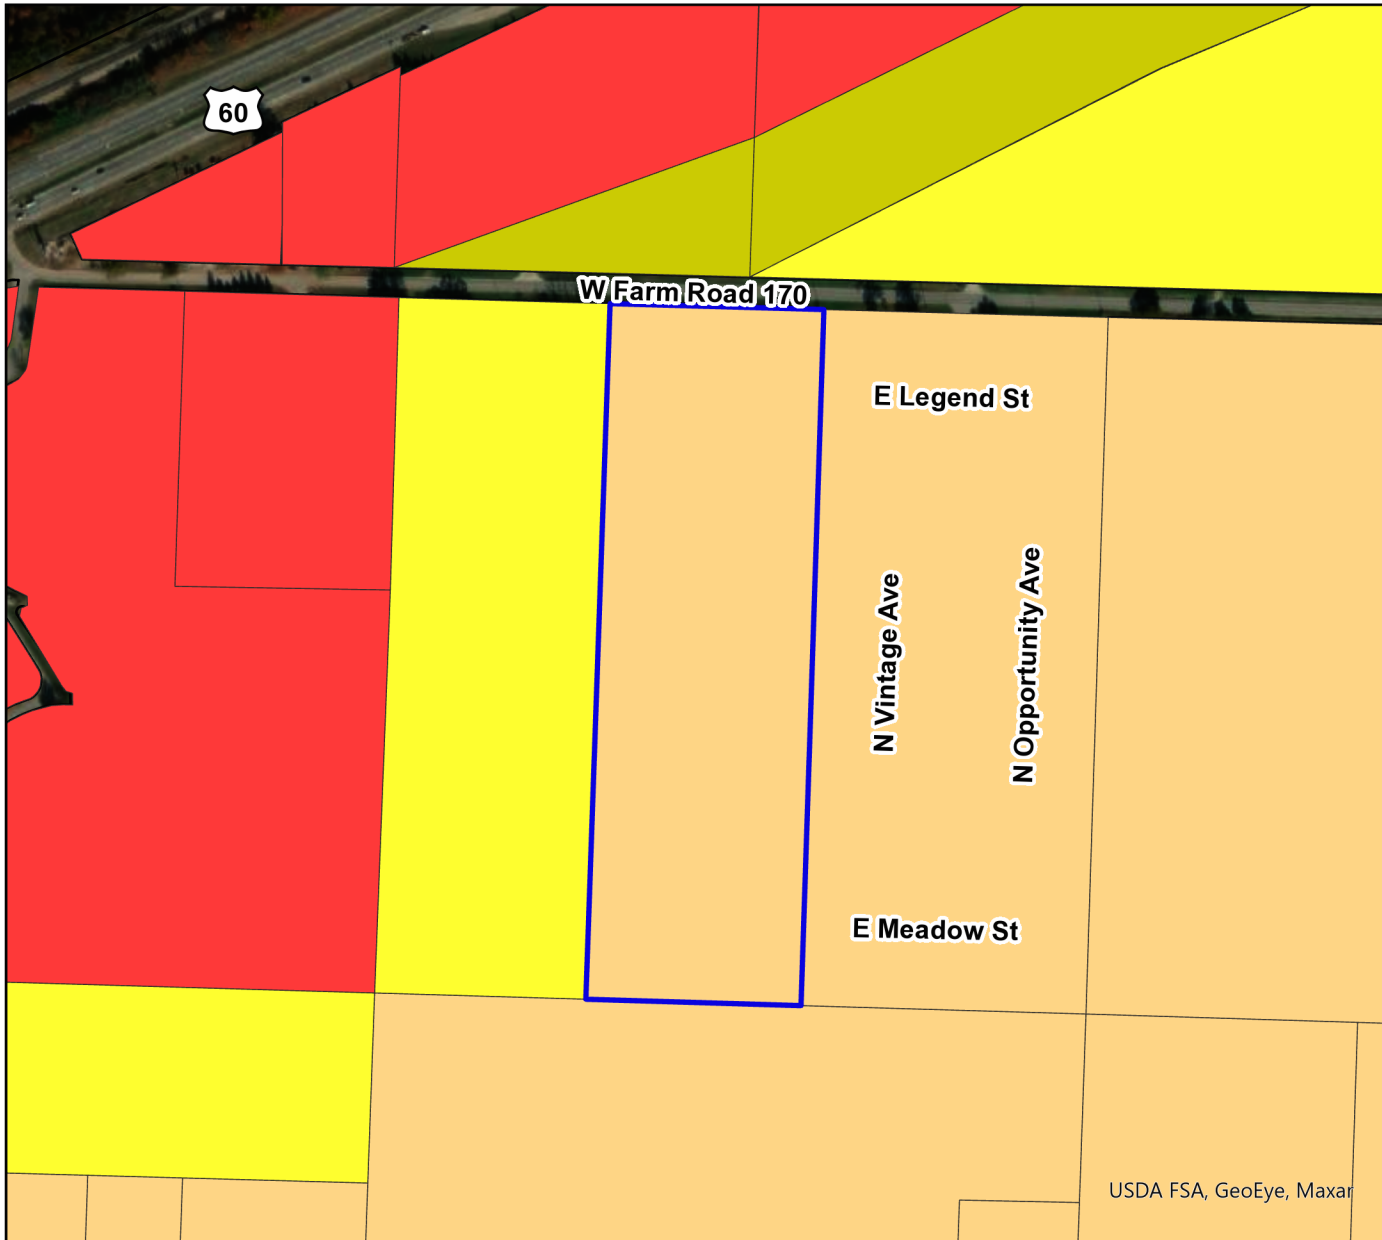 60
W Farm Road 170
E Legend St
N Vintage Ave
N Opportunity Ave
E Meadow St
USDA FSA, GeoEye, Maxar